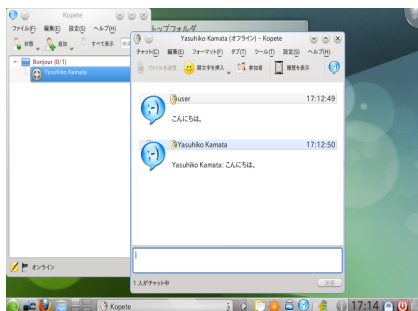 Kopete
ファイル(F) 編集(E) 設定(S) ヘルプ(H)
状態 追加 すべて表示
Bonjour (0/1)
Yasuhiko Kamata
オンライン
トップフォルダ
Yasuhiko Kamata (オフライン) – Kopete
チャット(C) 編集(E) フォーマット(F) タブ(T) ツール(T) 設定(S) ヘルプ(H)
ファイルを送信 顔文字を挿入 参加者 履歴を表示
user 17:12:49
こんにちは。
Yasuhiko Kamata 17:12:50
Yasuhiko Kamata: こんにちは。
1 人がチャット中
送信
Kopete
17:14